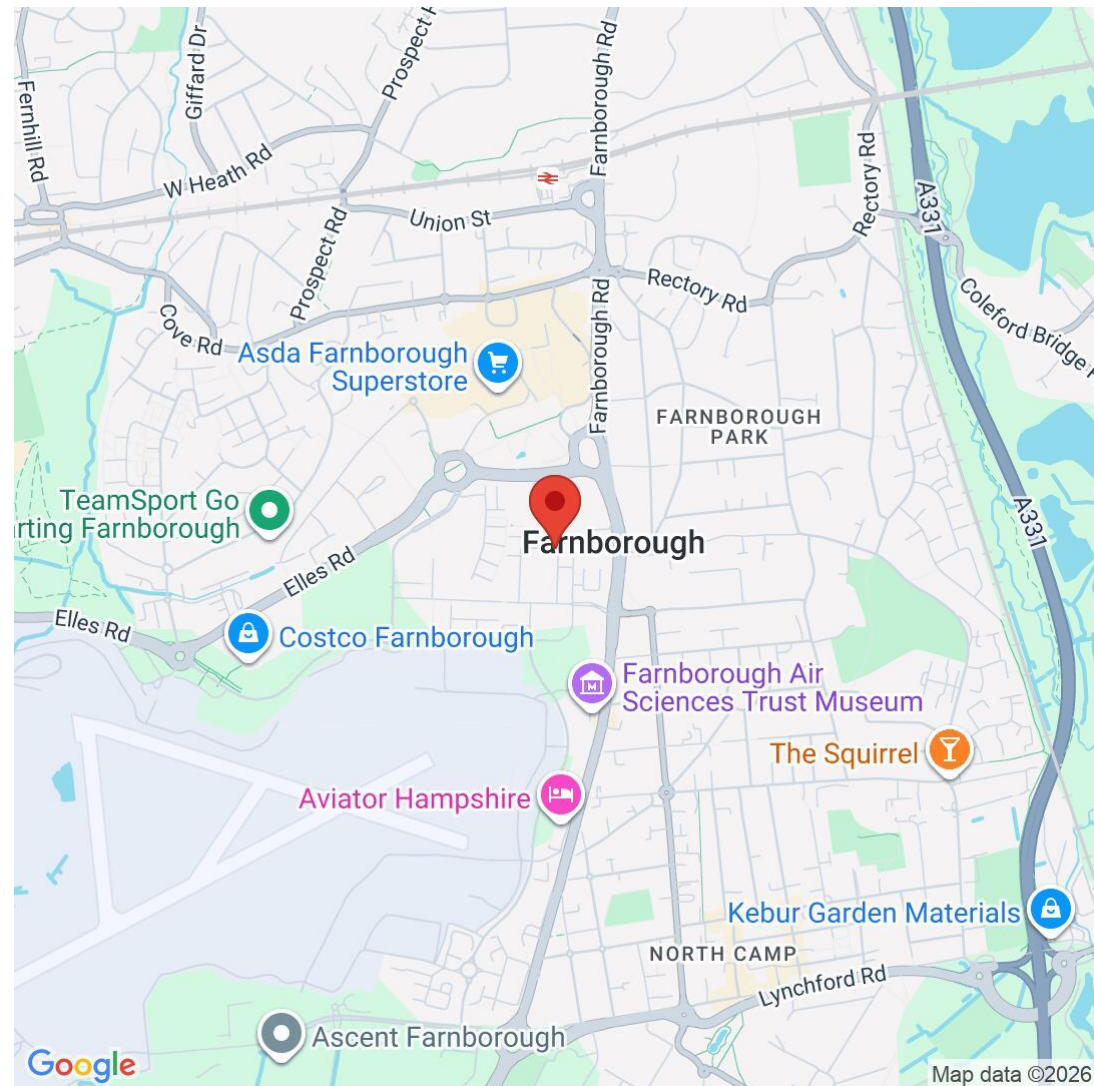 Fernhill Rd
Giffard Dr
Prospect
Farnborough Rd
W Heath Rd
Union St
Prospect Rd
Rectory Rd
A331
Rectory Rd
Farnborough Rd
Cove Rd
Coleford Bridge
Asda Farnborough
Superstore
FARNBOROUGH
PARK
TeamSport Go
rting Farnborough
Farnborough
A331
Elles Rd
Elles Rd
Costco Farnborough
Farnborough Air
Sciences Trust Museum
The Squirrel
Aviator Hampshire
Kebur Garden Materials
NORTH CAMP
Lynchford Rd
Ascent Farnborough
Google
Map data ©2026